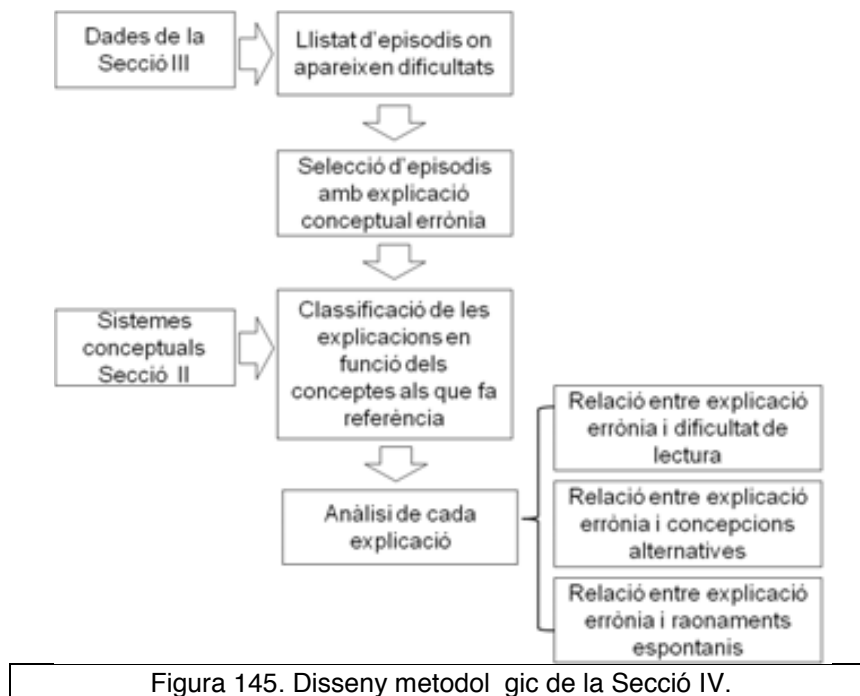 Dades de la
Secció III
Llistat d'episodis on
apareixen dificultats
Selecció d'episodis
amb explicació
conceptual errònia
Sistemes
conceptuals
Secció II
Classificació de les
explicacions en
funció dels
conceptes als que fa
referència
Anàlisi de cada
explicació
Relació entre explicació
errònia i dificultat de
lectura
Relació entre explicació
errònia i concepcions
alternatives
Relació entre explicació
errònia i raonaments
espontanis
Figura 145. Disseny metodol gic de la Secció IV.